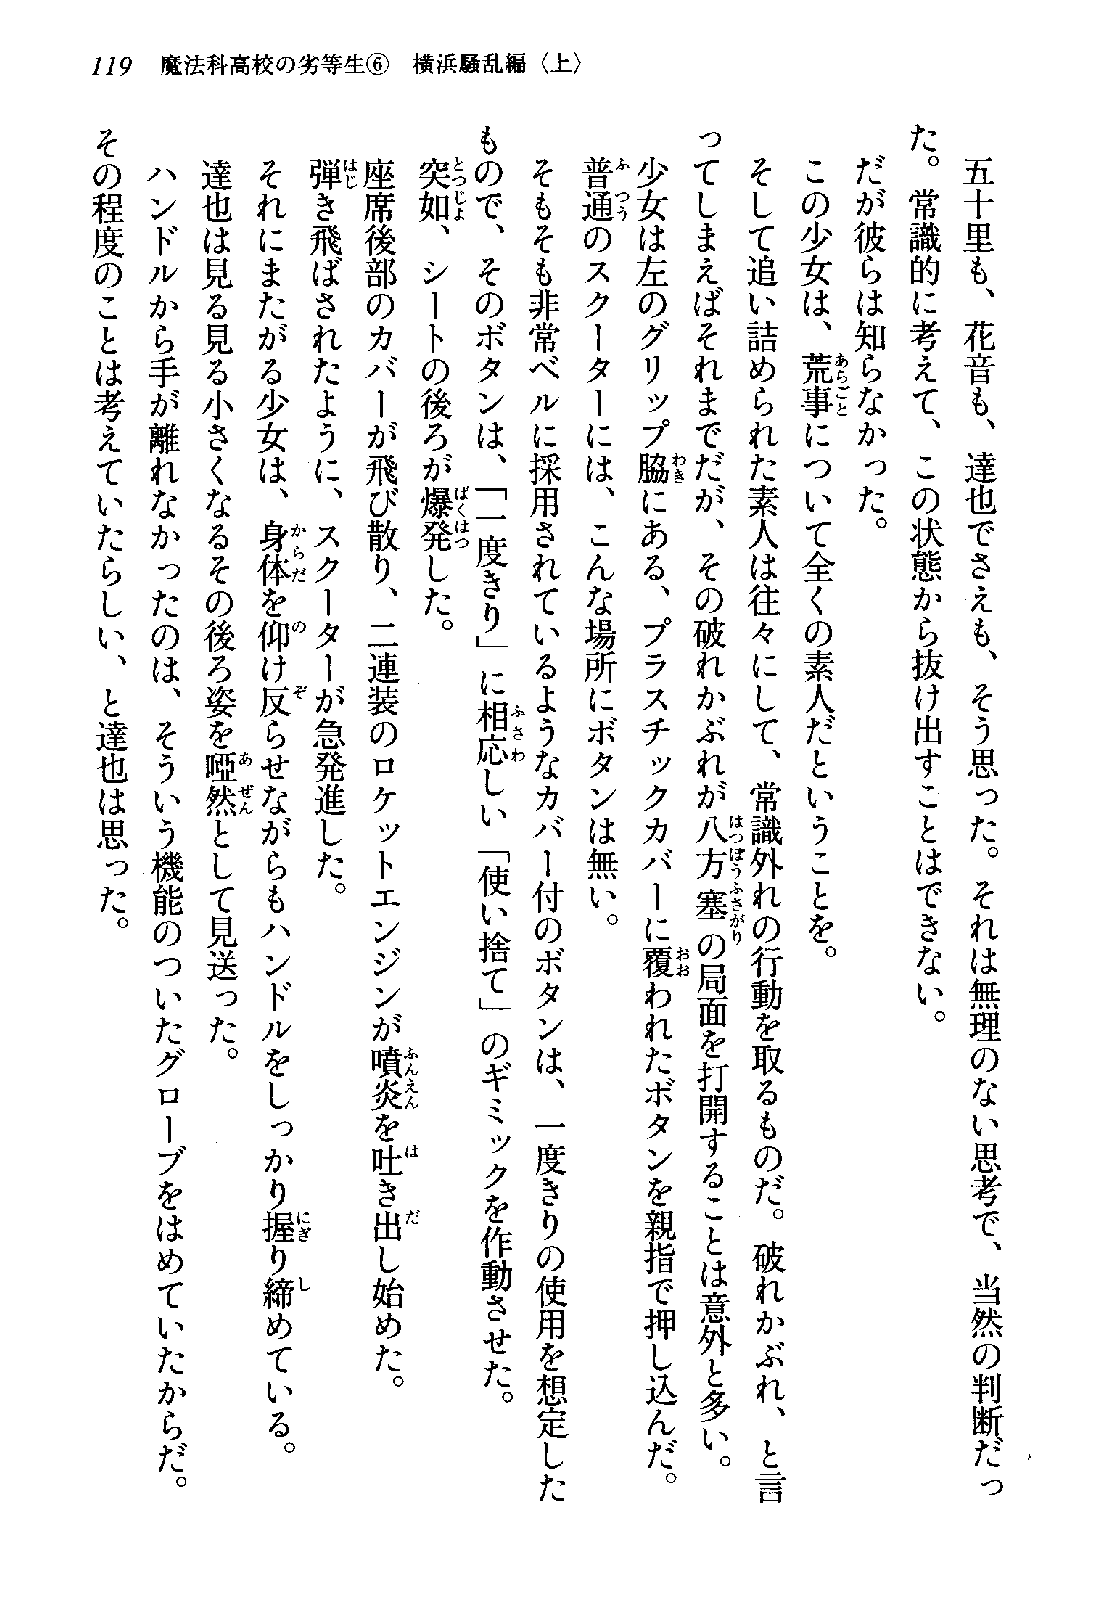 119　魔法科高校の劣等生⑥　横浜騒乱編〈上〉
　五十里も、花音も、達也でさえも、そう思った。それは無理のない思考で、当然の判断だっ
た。常識的に考えて、この状態から抜け出すことはできない。
　だが彼らは知らなかった。
　この少女は、荒事について全くの素人だということを。
　そして追い詰められた素人は往々にして、常識外れの行動を取るものだ。破れかぶれ、と言
ってしまえばそれまでだが、その破れかぶれが八方塞の局面を打開することは意外と多い。
　少女は左のグリップ脇にある、プラスチックカバーに覆われたボタンを親指で押し込んだ。
　普通のスクーターには、こんな場所にボタンは無い。
　そもそも非常ベルに採用されているようなカバー付のボタンは、一度きりの使用を想定した
もので、そのボタンは、「一度きり」に相応しい「使い捨て」のギミックを作動させた。
　突如、シートの後ろが爆発した。
　座席後部のカバーが飛び散り、二連装のロケットエンジンが噴炎を吐き出し始めた。
　弾き飛ばされたように、スクーターが急発進した。
　それにまたがる少女は、身体を仰け反らせながらもハンドルをしっかり握り締めている。
　達也は見る見る小さくなるその後ろ姿を啞然として見送った。
　ハンドルから手が離れなかったのは、そういう機能のついたグローブをはめていたからだ。
その程度のことは考えていたらしい、と達也は思った。